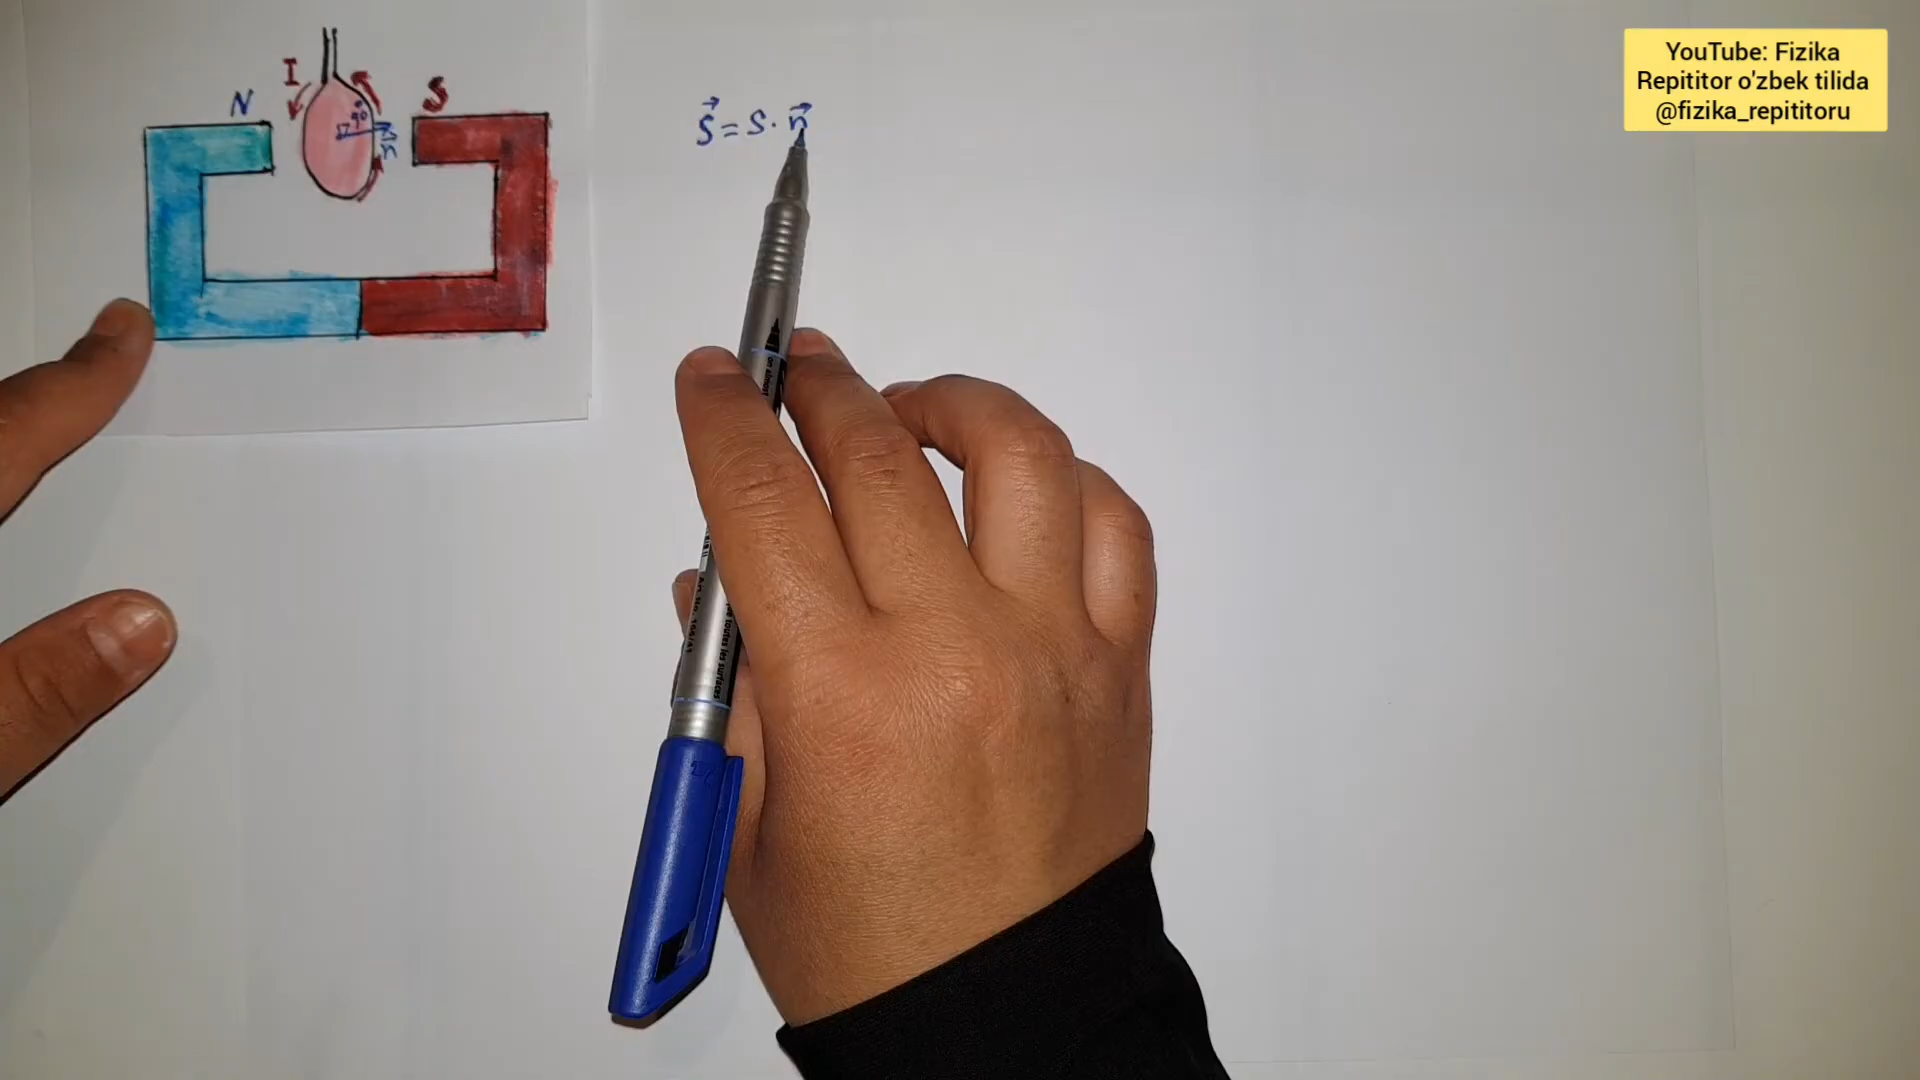 I
N
S
90°
n⃗
S⃗ = S · n⃗
YouTube: Fizika
Repititor o'zbek tilida
@fizika_repititoru